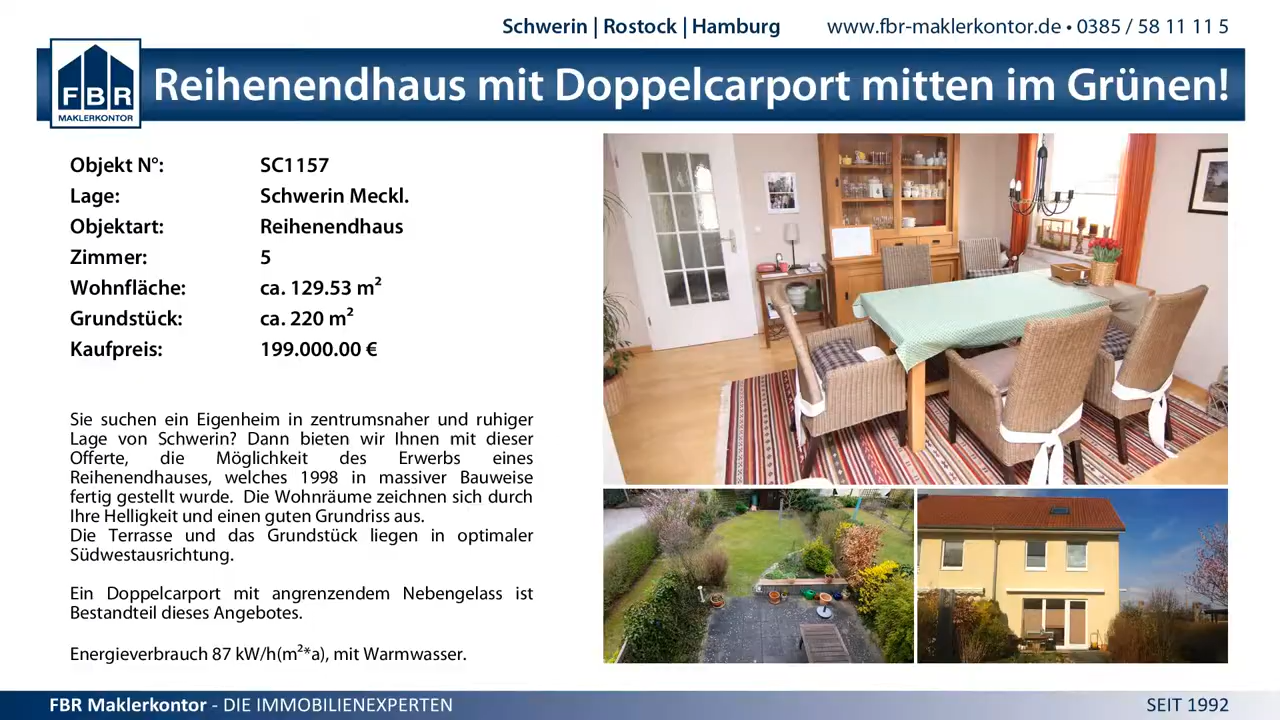 Schwerin | Rostock | Hamburg www.fbr-maklerkontor.de • 0385 / 58 11 11 5
FBR
MAKLERKONTOR
Reihenendhaus mit Doppelcarport mitten im Grünen!
Objekt N°: SC1157
Lage: Schwerin Meckl.
Objektart: Reihenendhaus
Zimmer: 5
Wohnfläche: ca. 129.53 m²
Grundstück: ca. 220 m²
Kaufpreis: 199.000.00 €
Sie suchen ein Eigenheim in zentrumsnaher und ruhiger
Lage von Schwerin? Dann bieten wir Ihnen mit dieser
Offerte, die Möglichkeit des Erwerbs eines
Reihenendhauses, welches 1998 in massiver Bauweise
fertig gestellt wurde. Die Wohnräume zeichnen sich durch
Ihre Helligkeit und einen guten Grundriss aus.
Die Terrasse und das Grundstück liegen in optimaler
Südwestausrichtung.
Ein Doppelcarport mit angrenzendem Nebengelass ist
Bestandteil dieses Angebotes.
Energieverbrauch 87 kW/h(m²*a), mit Warmwasser.
FBR Maklerkontor - DIE IMMOBILIENEXPERTEN SEIT 1992